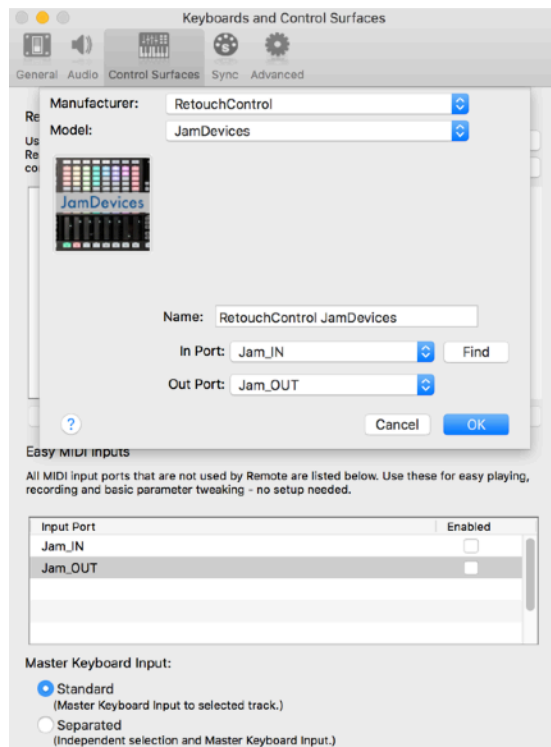 Keyboards and Control Surfaces
General Audio Control Surfaces Sync Advanced
Manufacturer: RetouchControl
Re
Model: JamDevices
Us
Re
co
JamDevices
Name: RetouchControl JamDevices
In Port: Jam_IN Find
Out Port: Jam_OUT
? Cancel OK
Easy MIDI Inputs
All MIDI input ports that are not used by Remote are listed below. Use these for easy playing,
recording and basic parameter tweaking - no setup needed.
Input Port Enabled
Jam_IN
Jam_OUT
Master Keyboard Input:
Standard
(Master Keyboard Input to selected track.)
Separated
(Independent selection and Master Keyboard Input.)